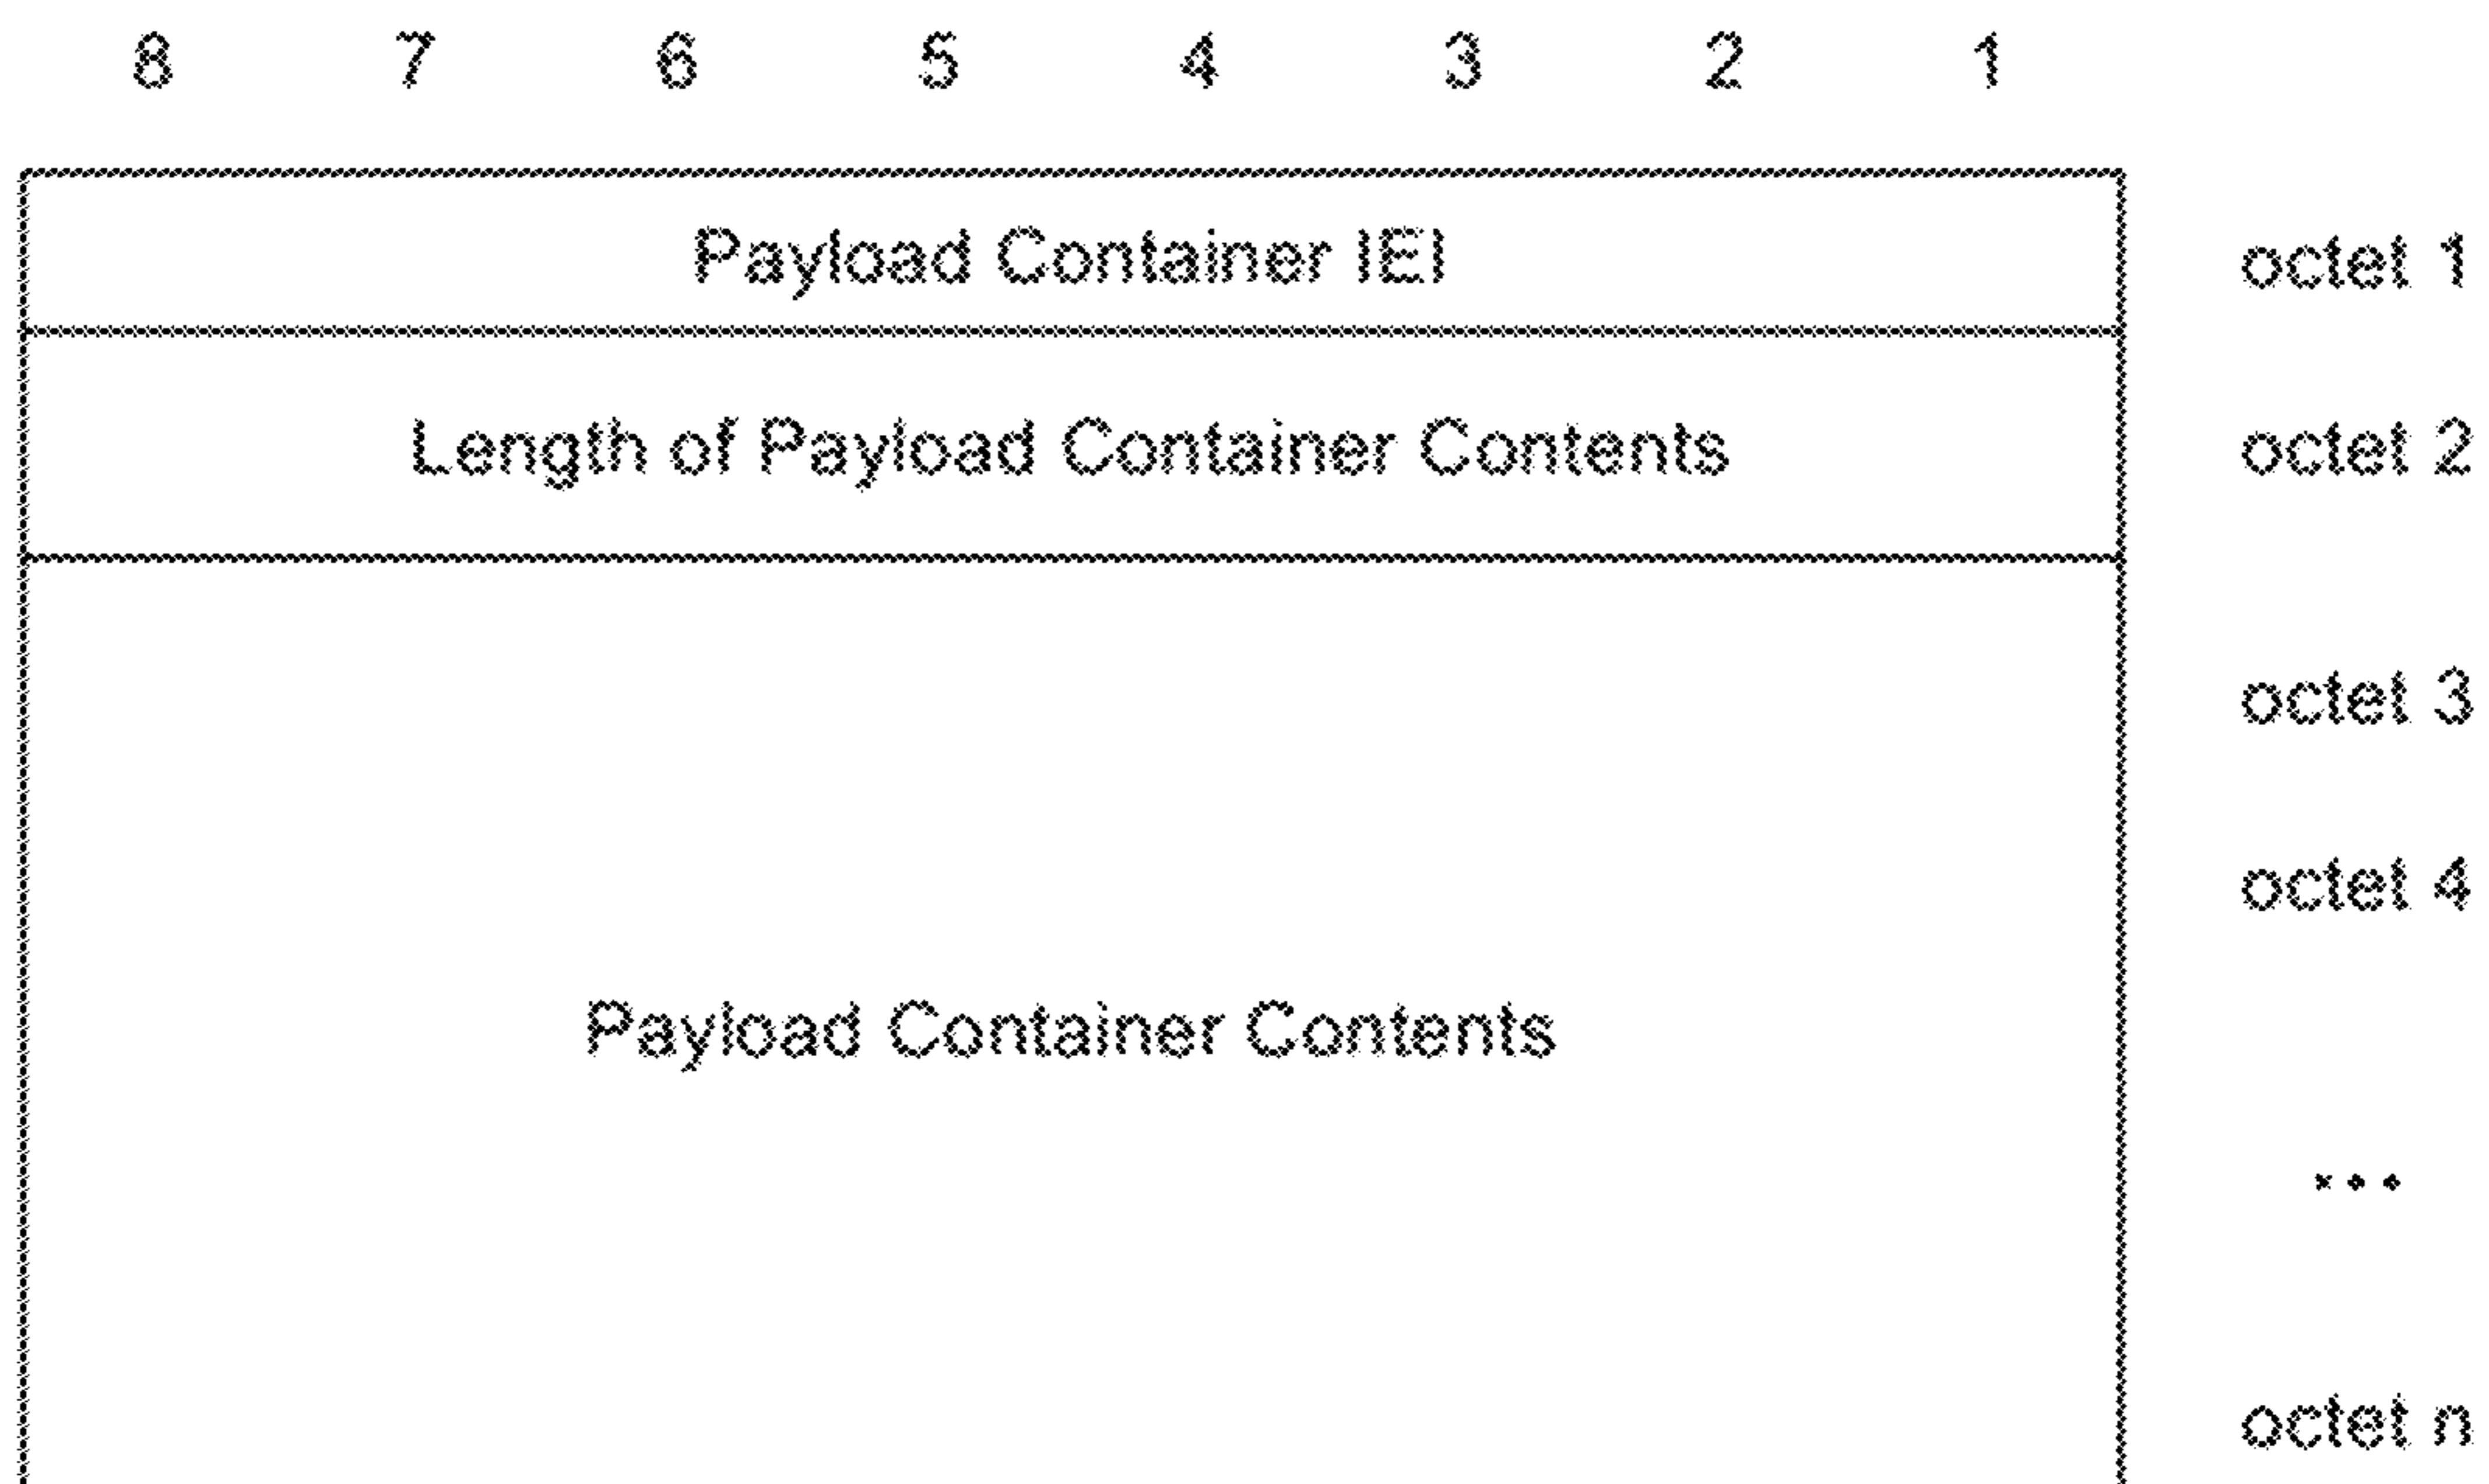 8 7 6 5 4 3 2 1
Payload Container IEI octet 1
Length of Payload Container Contents octet 2
octet 3
octet 4
Payload Container Contents
...
octet n